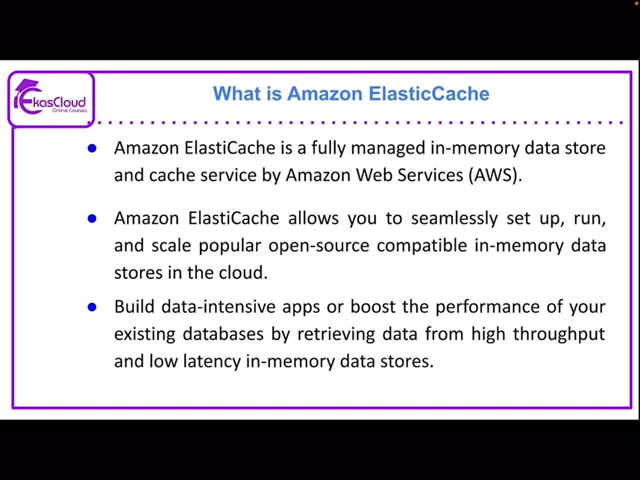 EkasCloud
Online Courses
What is Amazon ElasticCache
● Amazon ElastiCache is a fully managed in-memory data store
and cache service by Amazon Web Services (AWS).
● Amazon ElastiCache allows you to seamlessly set up, run,
and scale popular open-source compatible in-memory data
stores in the cloud.
● Build data-intensive apps or boost the performance of your
existing databases by retrieving data from high throughput
and low latency in-memory data stores.